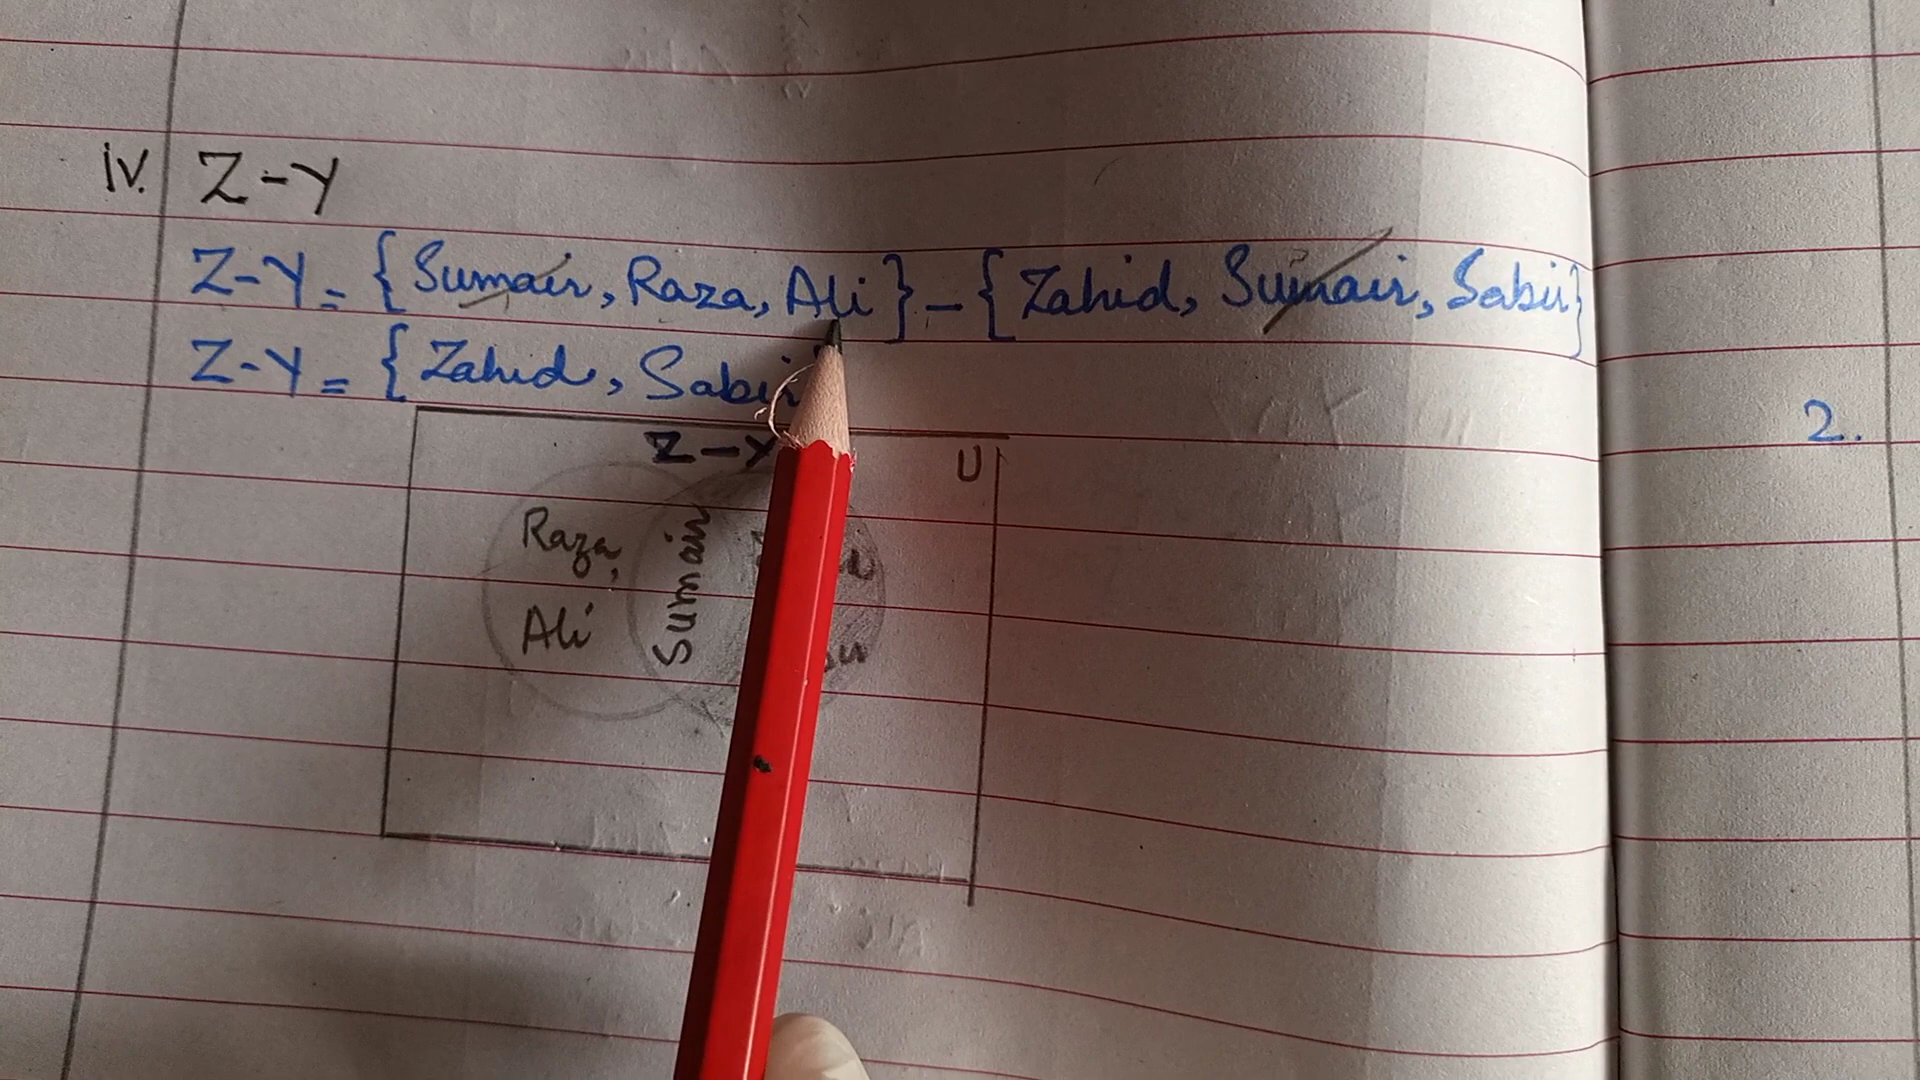 iv. Z-Y
Z-Y = {Sumair, Raza, Ali} - {Zahid, Sumair, Sabir}
Z-Y = {Zahid, Sabir
2.
Z-Y
U
Raza,
Sumair
Ali